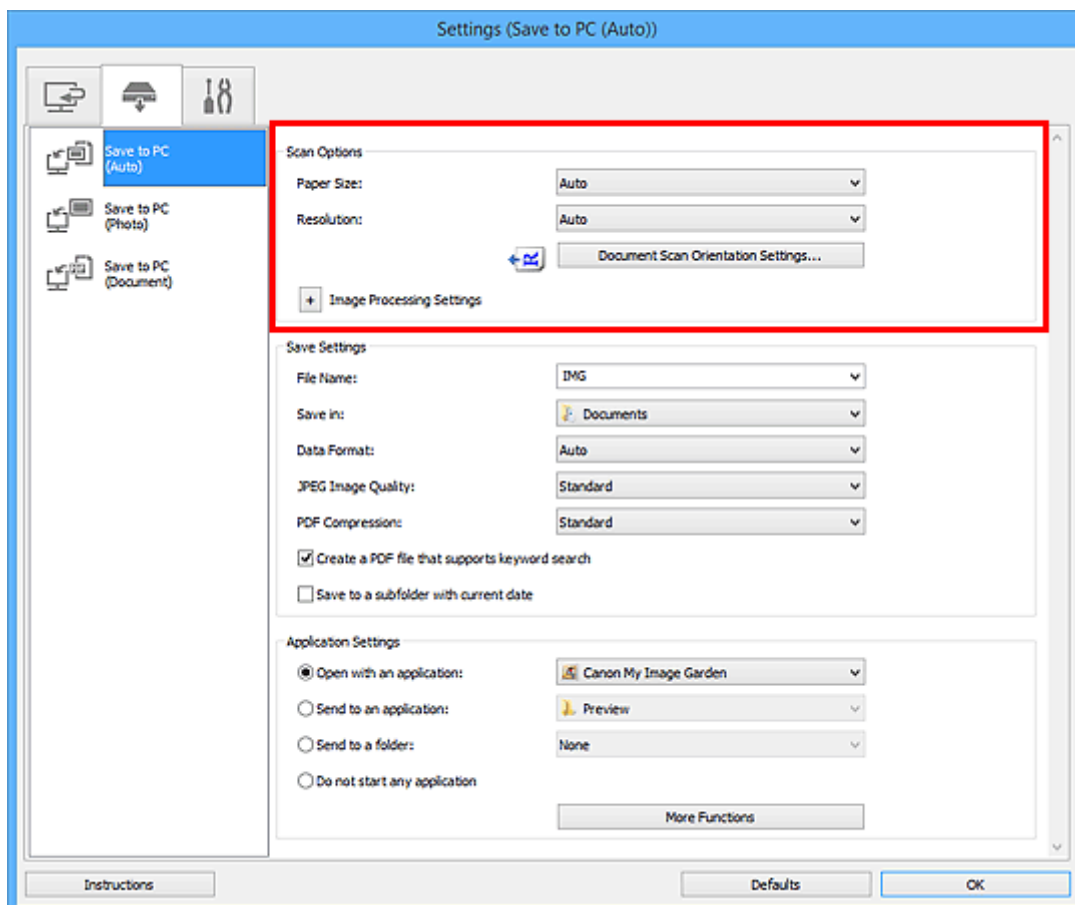 Settings (Save to PC (Auto))
Save to PC
(Auto)
Save to PC
(Photo)
Save to PC
(Document)
Scan Options
Paper Size: Auto
Resolution: Auto
Document Scan Orientation Settings...
+ Image Processing Settings
Save Settings
File Name: IMG
Save in: Documents
Data Format: Auto
JPEG Image Quality: Standard
PDF Compression: Standard
Create a PDF file that supports keyword search
Save to a subfolder with current date
Application Settings
Open with an application: Canon My Image Garden
Send to an application: Preview
Send to a folder: None
Do not start any application
More Functions
Instructions Defaults OK